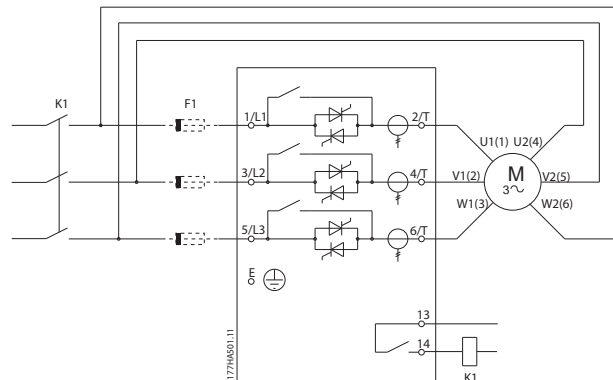 K1
F1
1/L1
2/T
3/L2
4/T
5/L3
6/T
U1(1) U2(4)
V1(2)
M
3~
V2(5)
W1(3)
W2(6)
E
13
14
K1
177HA501.11